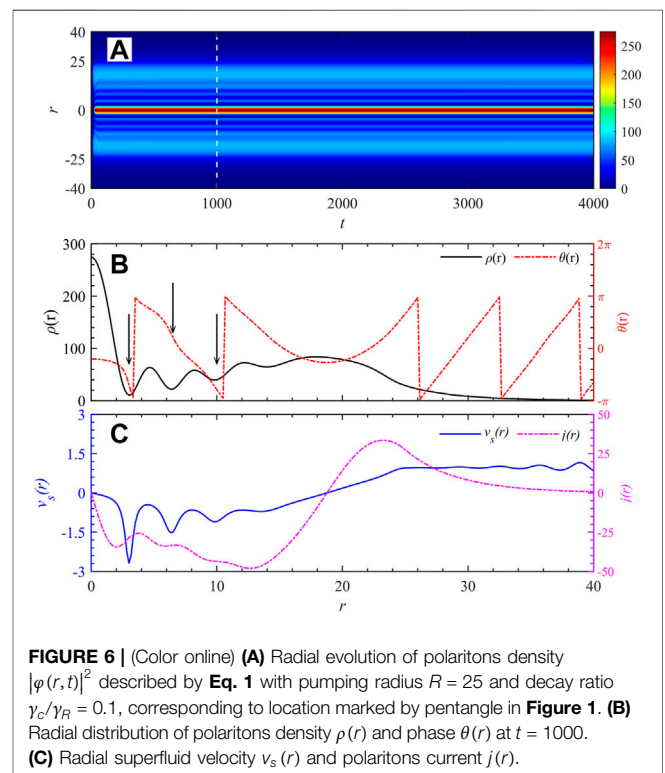 A
40
25
0
-25
-40
r
0
1000
2000
3000
4000
t
250
200
150
100
50
0
B
300
200
100
0
ρ(r)
ρ(r)
θ(r)
2π
π
0
-π
θ(r)
C
3
1.5
0
-1.5
-3
v_s(r)
v_s(r)
j(r)
50
25
0
-25
-50
j(r)
0
10
20
30
40
r
FIGURE 6 | (Color online) (A) Radial evolution of polaritons density
|φ(r, t)|² described by Eq. 1 with pumping radius R = 25 and decay ratio
γ_c/γ_R = 0.1, corresponding to location marked by pentangle in Figure 1. (B)
Radial distribution of polaritons density ρ(r) and phase θ(r) at t = 1000.
(C) Radial superfluid velocity v_s (r) and polaritons current j(r).